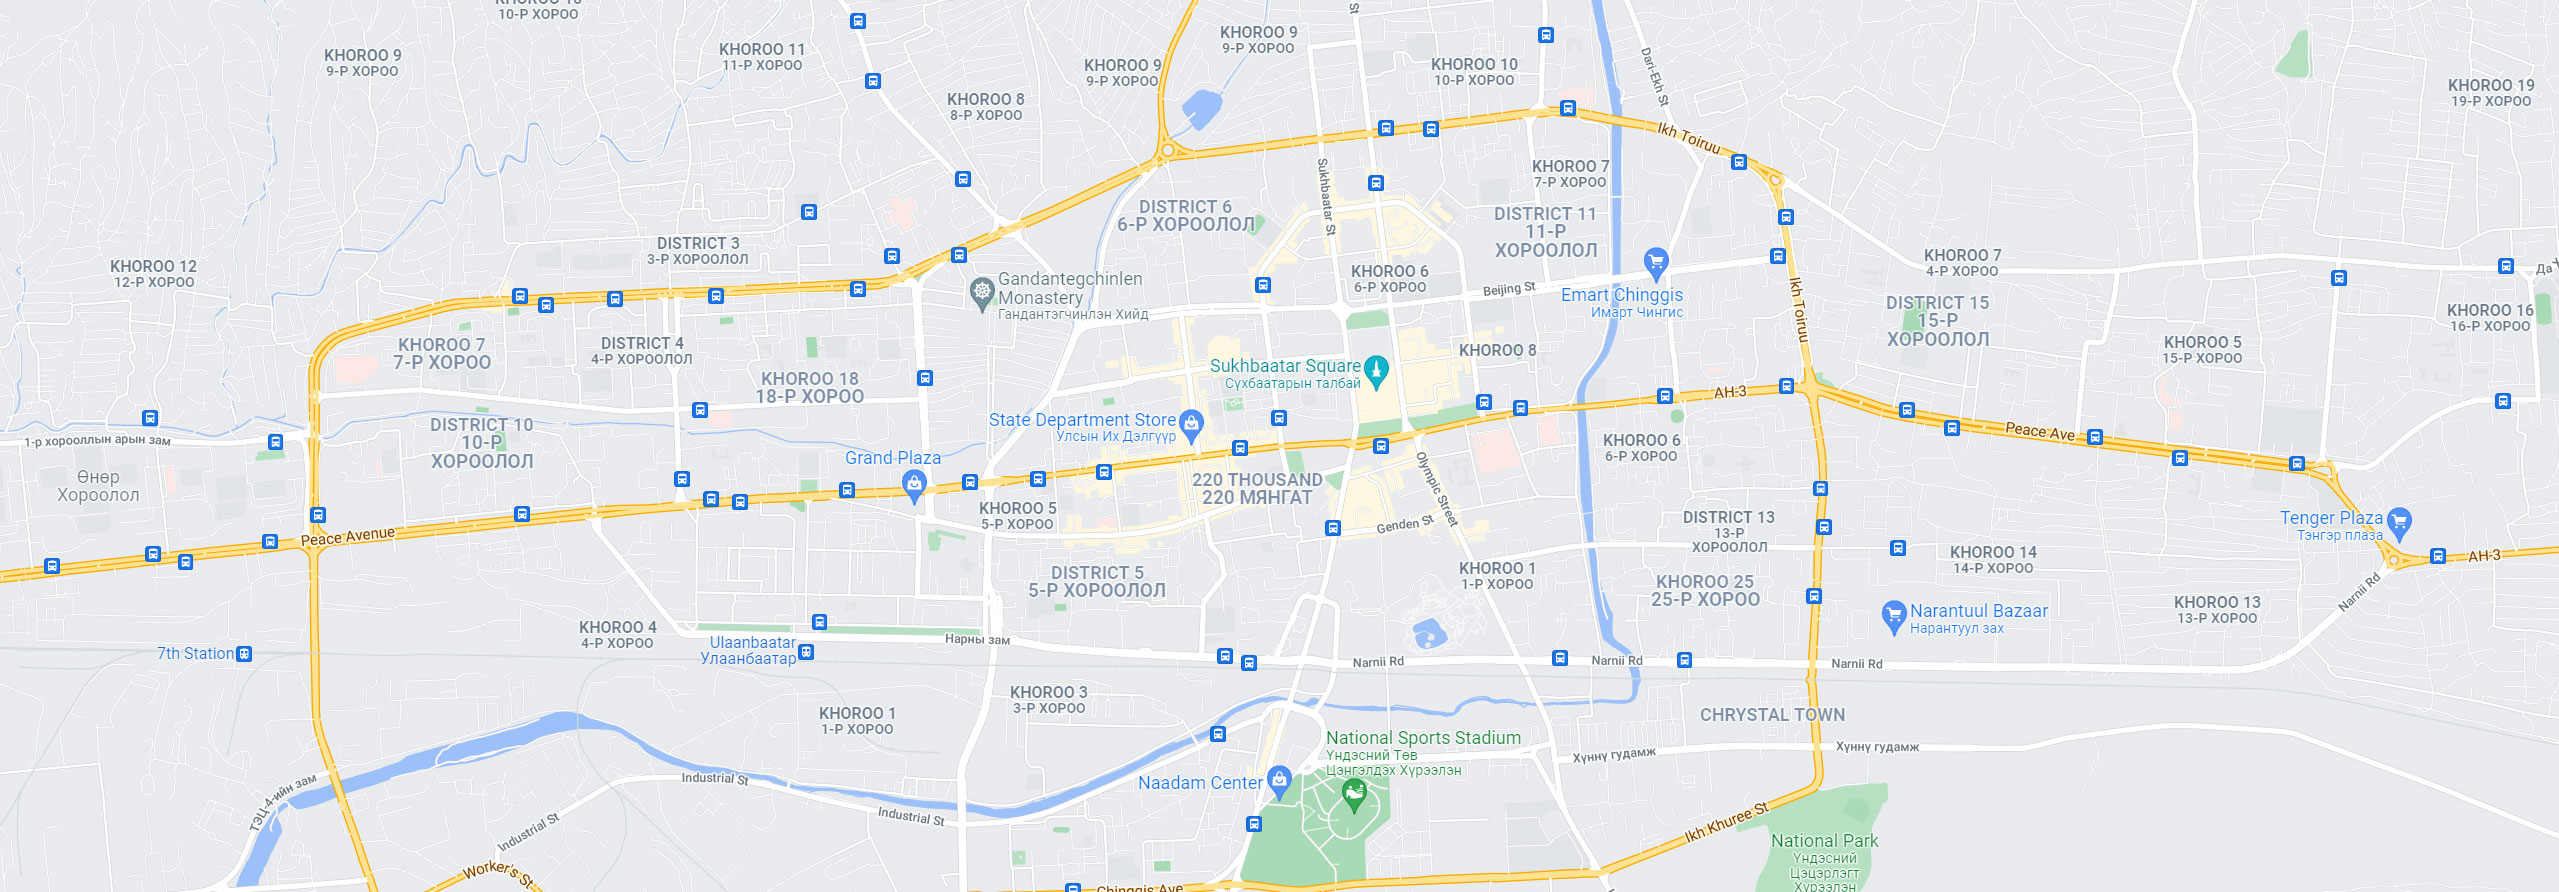 KHOROO 10
10-Р ХОРОО
KHOROO 9
9-Р ХОРОО
KHOROO 11
11-Р ХОРОО
KHOROO 8
8-Р ХОРОО
KHOROO 9
9-Р ХОРОО
KHOROO 9
9-Р ХОРОО
St
KHOROO 10
10-Р ХОРОО
Dari-Ekh St
Ikh Toiruu
KHOROO 19
19-Р ХОРОО
KHOROO 7
7-Р ХОРОО
DISTRICT 6
6-Р ХОРООЛОЛ
Sukhbaatar St
DISTRICT 11
11-Р
ХОРООЛОЛ
DISTRICT 3
3-Р ХОРООЛОЛ
KHOROO 12
12-Р ХОРОО
Gandantegchinlen
Monastery
Гандантэгчинлэн Хийд
KHOROO 6
6-Р ХОРОО
Beijing St
Emart Chinggis
Имарт Чингис
Ikh Toiruu
KHOROO 7
4-Р ХОРОО
Да
DISTRICT 15
15-Р
ХОРООЛОЛ
KHOROO 16
16-Р ХОРОО
KHOROO 5
15-Р ХОРОО
KHOROO 7
7-Р ХОРОО
DISTRICT 4
4-Р ХОРООЛОЛ
KHOROO 18
18-Р ХОРОО
Sukhbaatar Square
Сүхбаатарын талбай
KHOROO 8
AH-3
State Department Store
Улсын Их Дэлгүүр
DISTRICT 10
10-Р
ХОРООЛОЛ
1-р хорооллын арын зам
Өнөр
Хороолол
Grand Plaza
220 THOUSAND
220 МЯНГАТ
Olympic Street
Genden St
KHOROO 6
6-Р ХОРОО
Peace Ave
KHOROO 5
5-Р ХОРОО
Peace Avenue
DISTRICT 13
13-Р
ХОРООЛОЛ
Tenger Plaza
Тэнгэр плаза
AH-3
KHOROO 14
14-Р ХОРОО
DISTRICT 5
5-Р ХОРООЛОЛ
KHOROO 1
1-Р ХОРОО
KHOROO 25
25-Р ХОРОО
Narnii Rd
Narantuul Bazaar
Нарантуул зах
KHOROO 13
13-Р ХОРОО
KHOROO 4
4-Р ХОРОО
7th Station
Ulaanbaatar
Улаанбаатар
Нарны зам
Narnii Rd
Narnii Rd
Narnii Rd
KHOROO 3
3-Р ХОРОО
KHOROO 1
1-Р ХОРОО
CHRYSTAL TOWN
National Sports Stadium
Үндэсний Төв
Цэнгэлдэх Хүрээлэн
Хүннү гудамж
Хүннү гудамж
Naadam Center
ТЭЦ-4-ийн зам
Industrial St
Industrial St
Industrial St
Ikh Khuree St
National Park
Үндэсний
Цэцэрлэгт
Хүрээлэн
Worker's St
Chinggis Ave